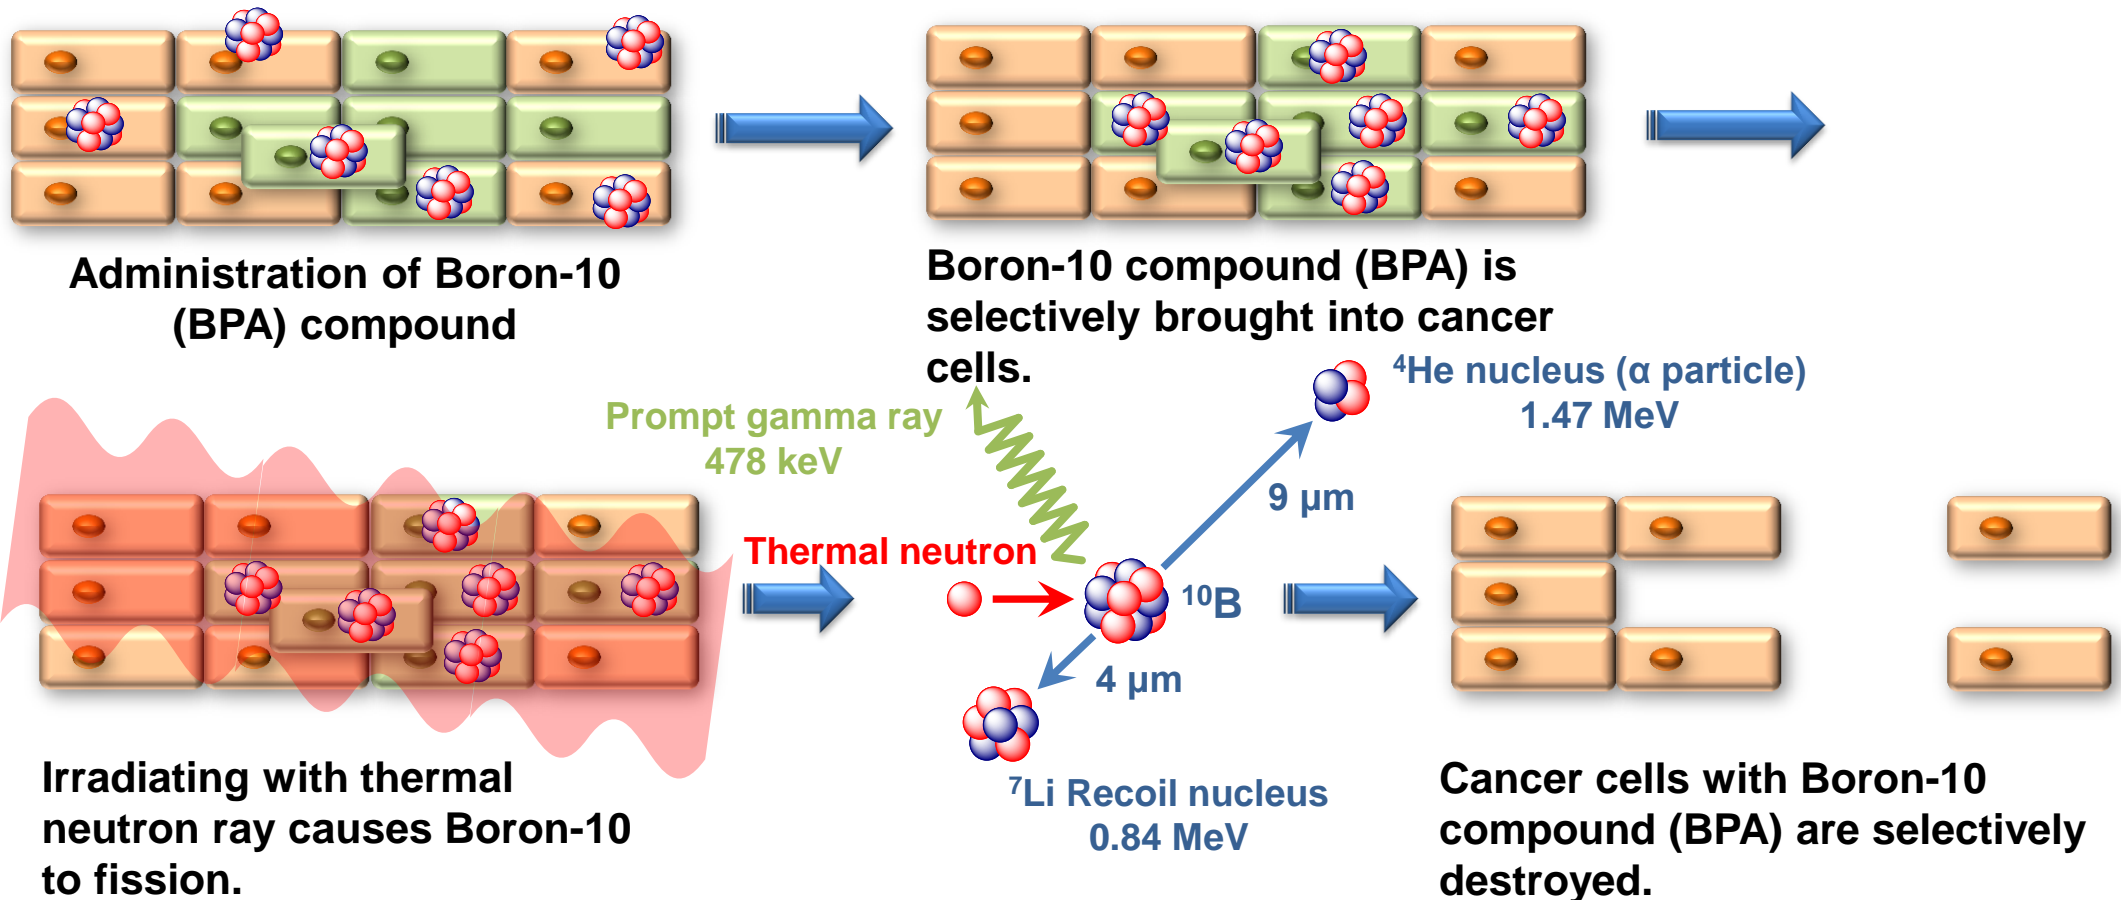 Administration of Boron-10
(BPA) compound
Boron-10 compound (BPA) is
selectively brought into cancer
cells.
Prompt gamma ray
478 keV
⁴He nucleus (α particle)
1.47 MeV
9 μm
Thermal neutron
¹⁰B
4 μm
⁷Li Recoil nucleus
0.84 MeV
Irradiating with thermal
neutron ray causes Boron-10
to fission.
Cancer cells with Boron-10
compound (BPA) are selectively
destroyed.